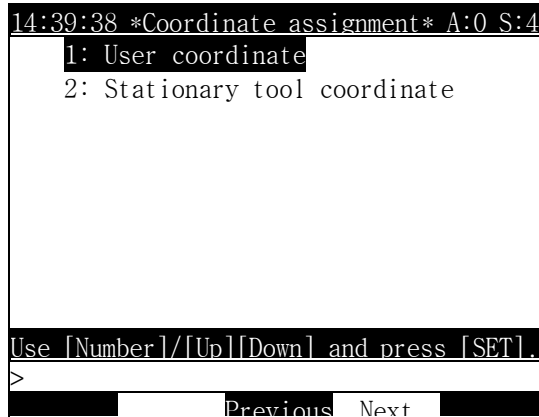 14:39:38 *Coordinate assignment* A:0 S:4
1: User coordinate
2: Stationary tool coordinate
Use [Number]/[Up][Down] and press [SET].
>
Previous Next